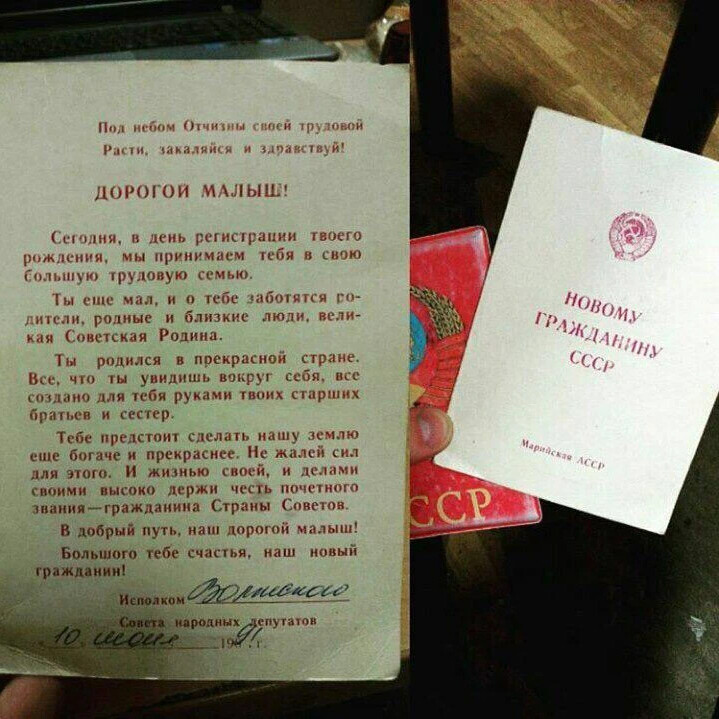 Под небом Отчизны своей трудовой
Расти, закаляйся и здравствуй!
ДОРОГОЙ МАЛЫШ!
Сегодня, в день регистрации твоего
рождения, мы принимаем тебя в свою
большую трудовую семью.
Ты еще мал, и о тебе заботятся ро-
дители, родные и близкие люди, вели-
кая Советская Родина.
Ты родился в прекрасной стране.
Все, что ты увидишь вокруг себя, все
создано для тебя руками твоих старших
братьев и сестер.
Тебе предстоит сделать нашу землю
еще богаче и прекраснее. Не жалей сил
для этого. И жизнью своей, и делами
своими высоко держи честь почетного
звания—гражданина Страны Советов.
В добрый путь, наш дорогой малыш!
Большого тебе счастья, наш новый
гражданин!
Исполком Волжского
Совета народных депутатов
10 июня 1991 г.
НОВОМУ
ГРАЖДАНИНУ
СССР
Марийская АССР
ССР